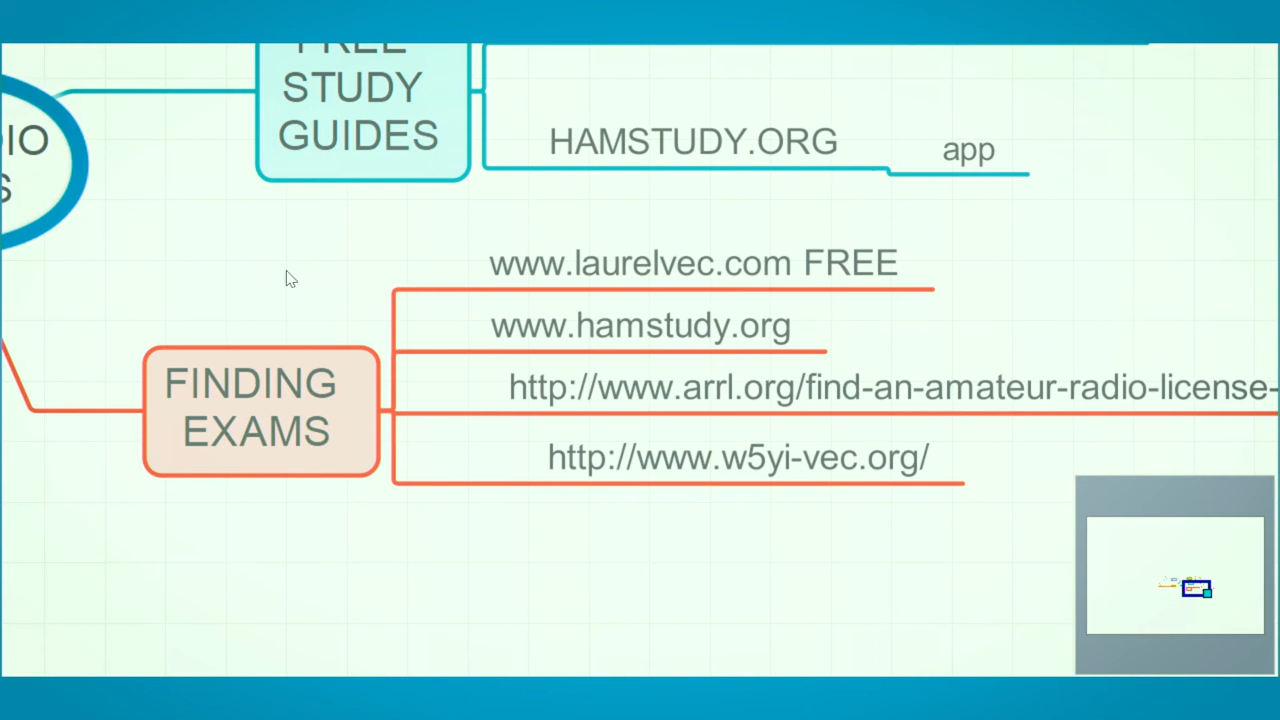 FREE
STUDY
GUIDES
HAMSTUDY.ORG
app
www.laurelvec.com FREE
www.hamstudy.org
FINDING
EXAMS
http://www.arrl.org/find-an-amateur-radio-license-
http://www.w5yi-vec.org/